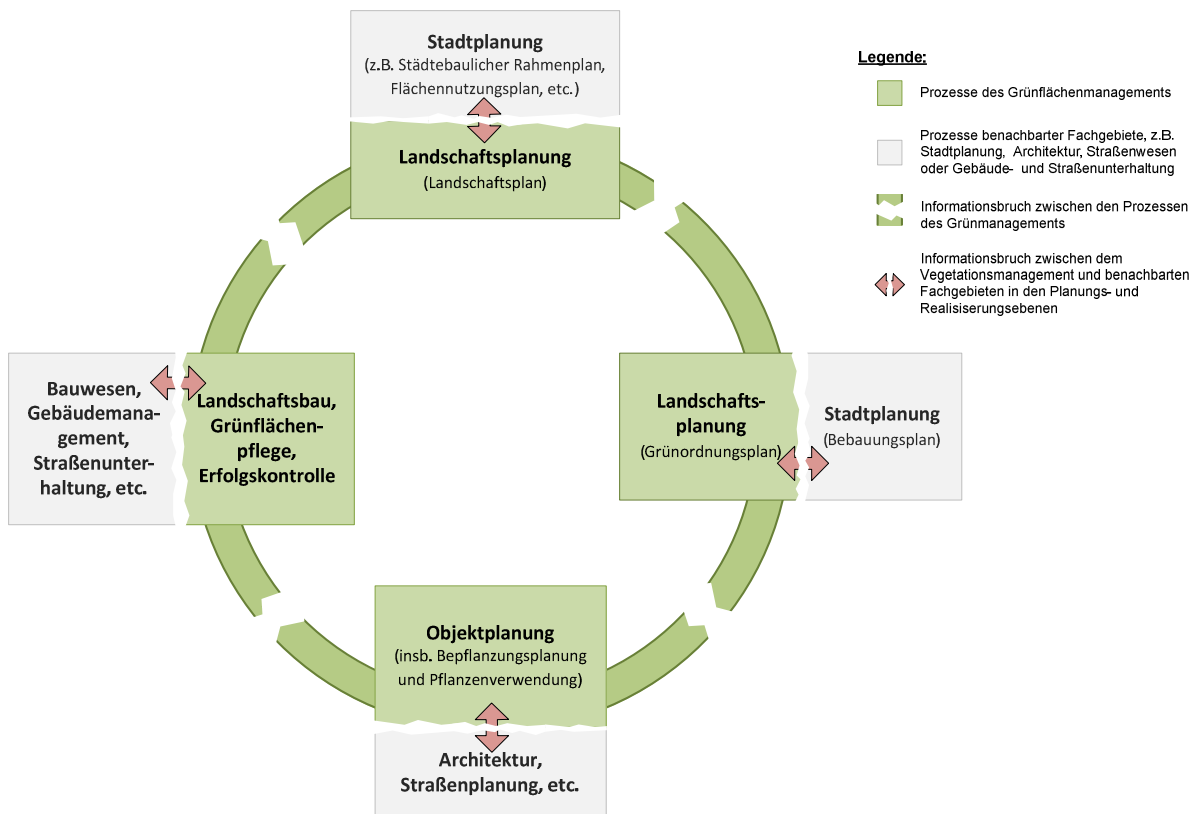 Stadtplanung
(z.B. Städtebaulicher Rahmenplan,
Flächennutzungsplan, etc.)
Landschaftsplanung
(Landschaftsplan)
Legende:
Prozesse des Grünflächenmanagements
Prozesse benachbarter Fachgebiete, z.B.
Stadtplanung, Architektur, Straßenwesen
oder Gebäude- und Straßenunterhaltung
Informationsbruch zwischen den Prozessen
des Grünmanagements
Informationsbruch zwischen dem
Vegetationsmanagement und benachbarten
Fachgebieten in den Planungs- und
Realisiserungsebenen
Bauwesen,
Gebäudemana-
gement,
Straßenunter-
haltung, etc.
Landschaftsbau,
Grünflächen-
pflege,
Erfolgskontrolle
Landschafts-
planung
(Grünordnungsplan)
Stadtplanung
(Bebauungsplan)
Objektplanung
(insb. Bepflanzungsplanung
und Pflanzenverwendung)
Architektur,
Straßenplanung, etc.